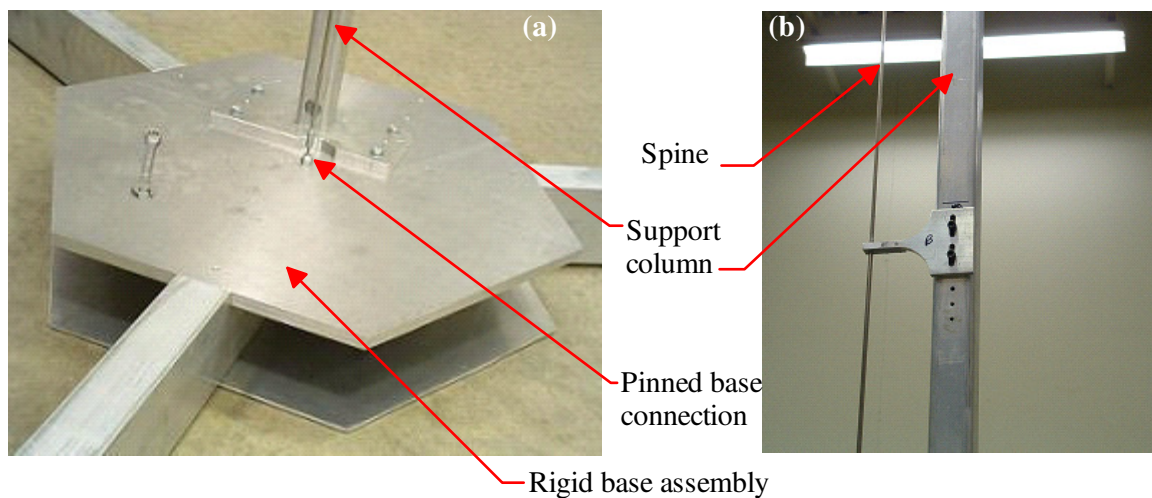 (a)
(b)
Spine
Support
column
Pinned base
connection
Rigid base assembly
B